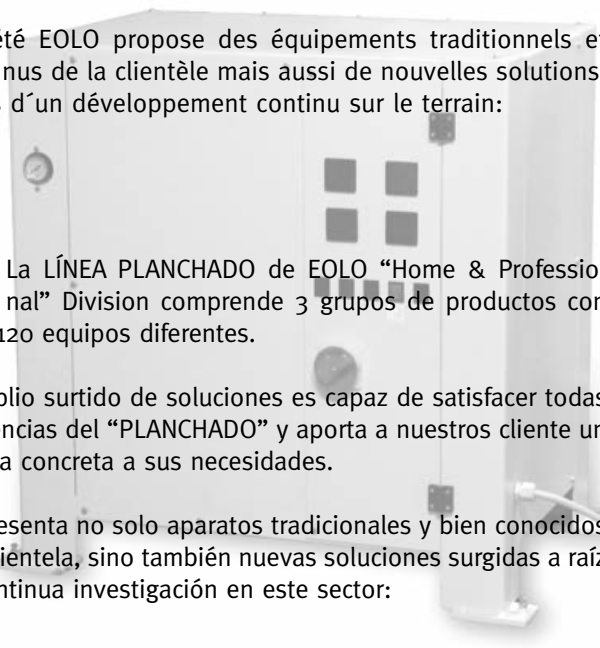 été EOLO propose des équipements traditionnels et
nus de la clientèle mais aussi de nouvelles solutions
s d´un développement continu sur le terrain:
La LÍNEA PLANCHADO de EOLO “Home & Professio
nal” Division comprende 3 grupos de productos con
120 equipos diferentes.
plio surtido de soluciones es capaz de satisfacer todas
encias del “PLANCHADO” y aporta a nuestros cliente un
a concreta a sus necesidades.
esenta no solo aparatos tradicionales y bien conocidos
ientela, sino también nuevas soluciones surgidas a raíz
ntinua investigación en este sector: